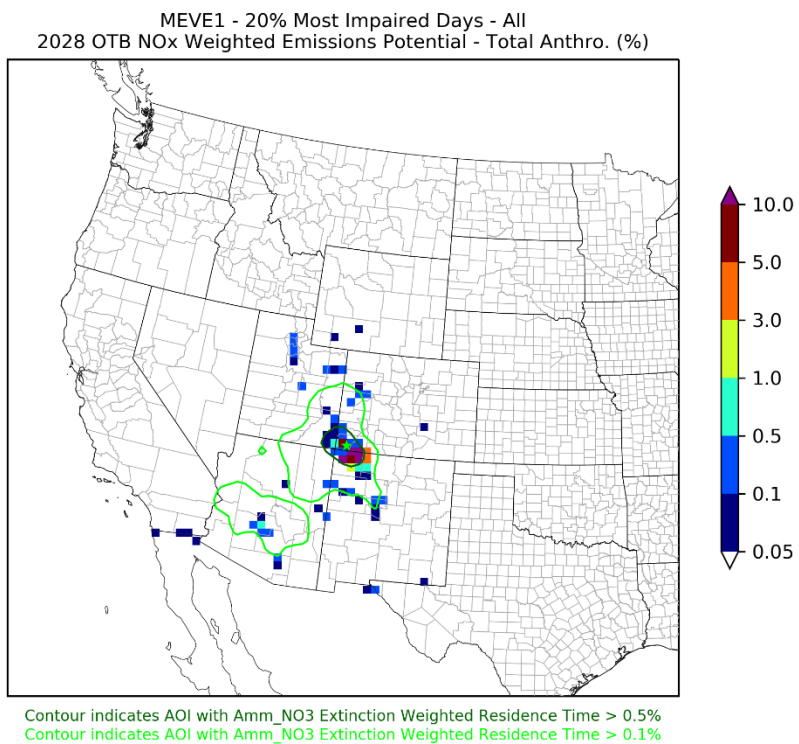 MEVE1 - 20% Most Impaired Days - All
2028 OTB NOx Weighted Emissions Potential - Total Anthro. (%)
10.0
5.0
3.0
1.0
0.5
0.1
0.05
Contour indicates AOI with Amm_NO3 Extinction Weighted Residence Time > 0.5%
Contour indicates AOI with Amm_NO3 Extinction Weighted Residence Time > 0.1%